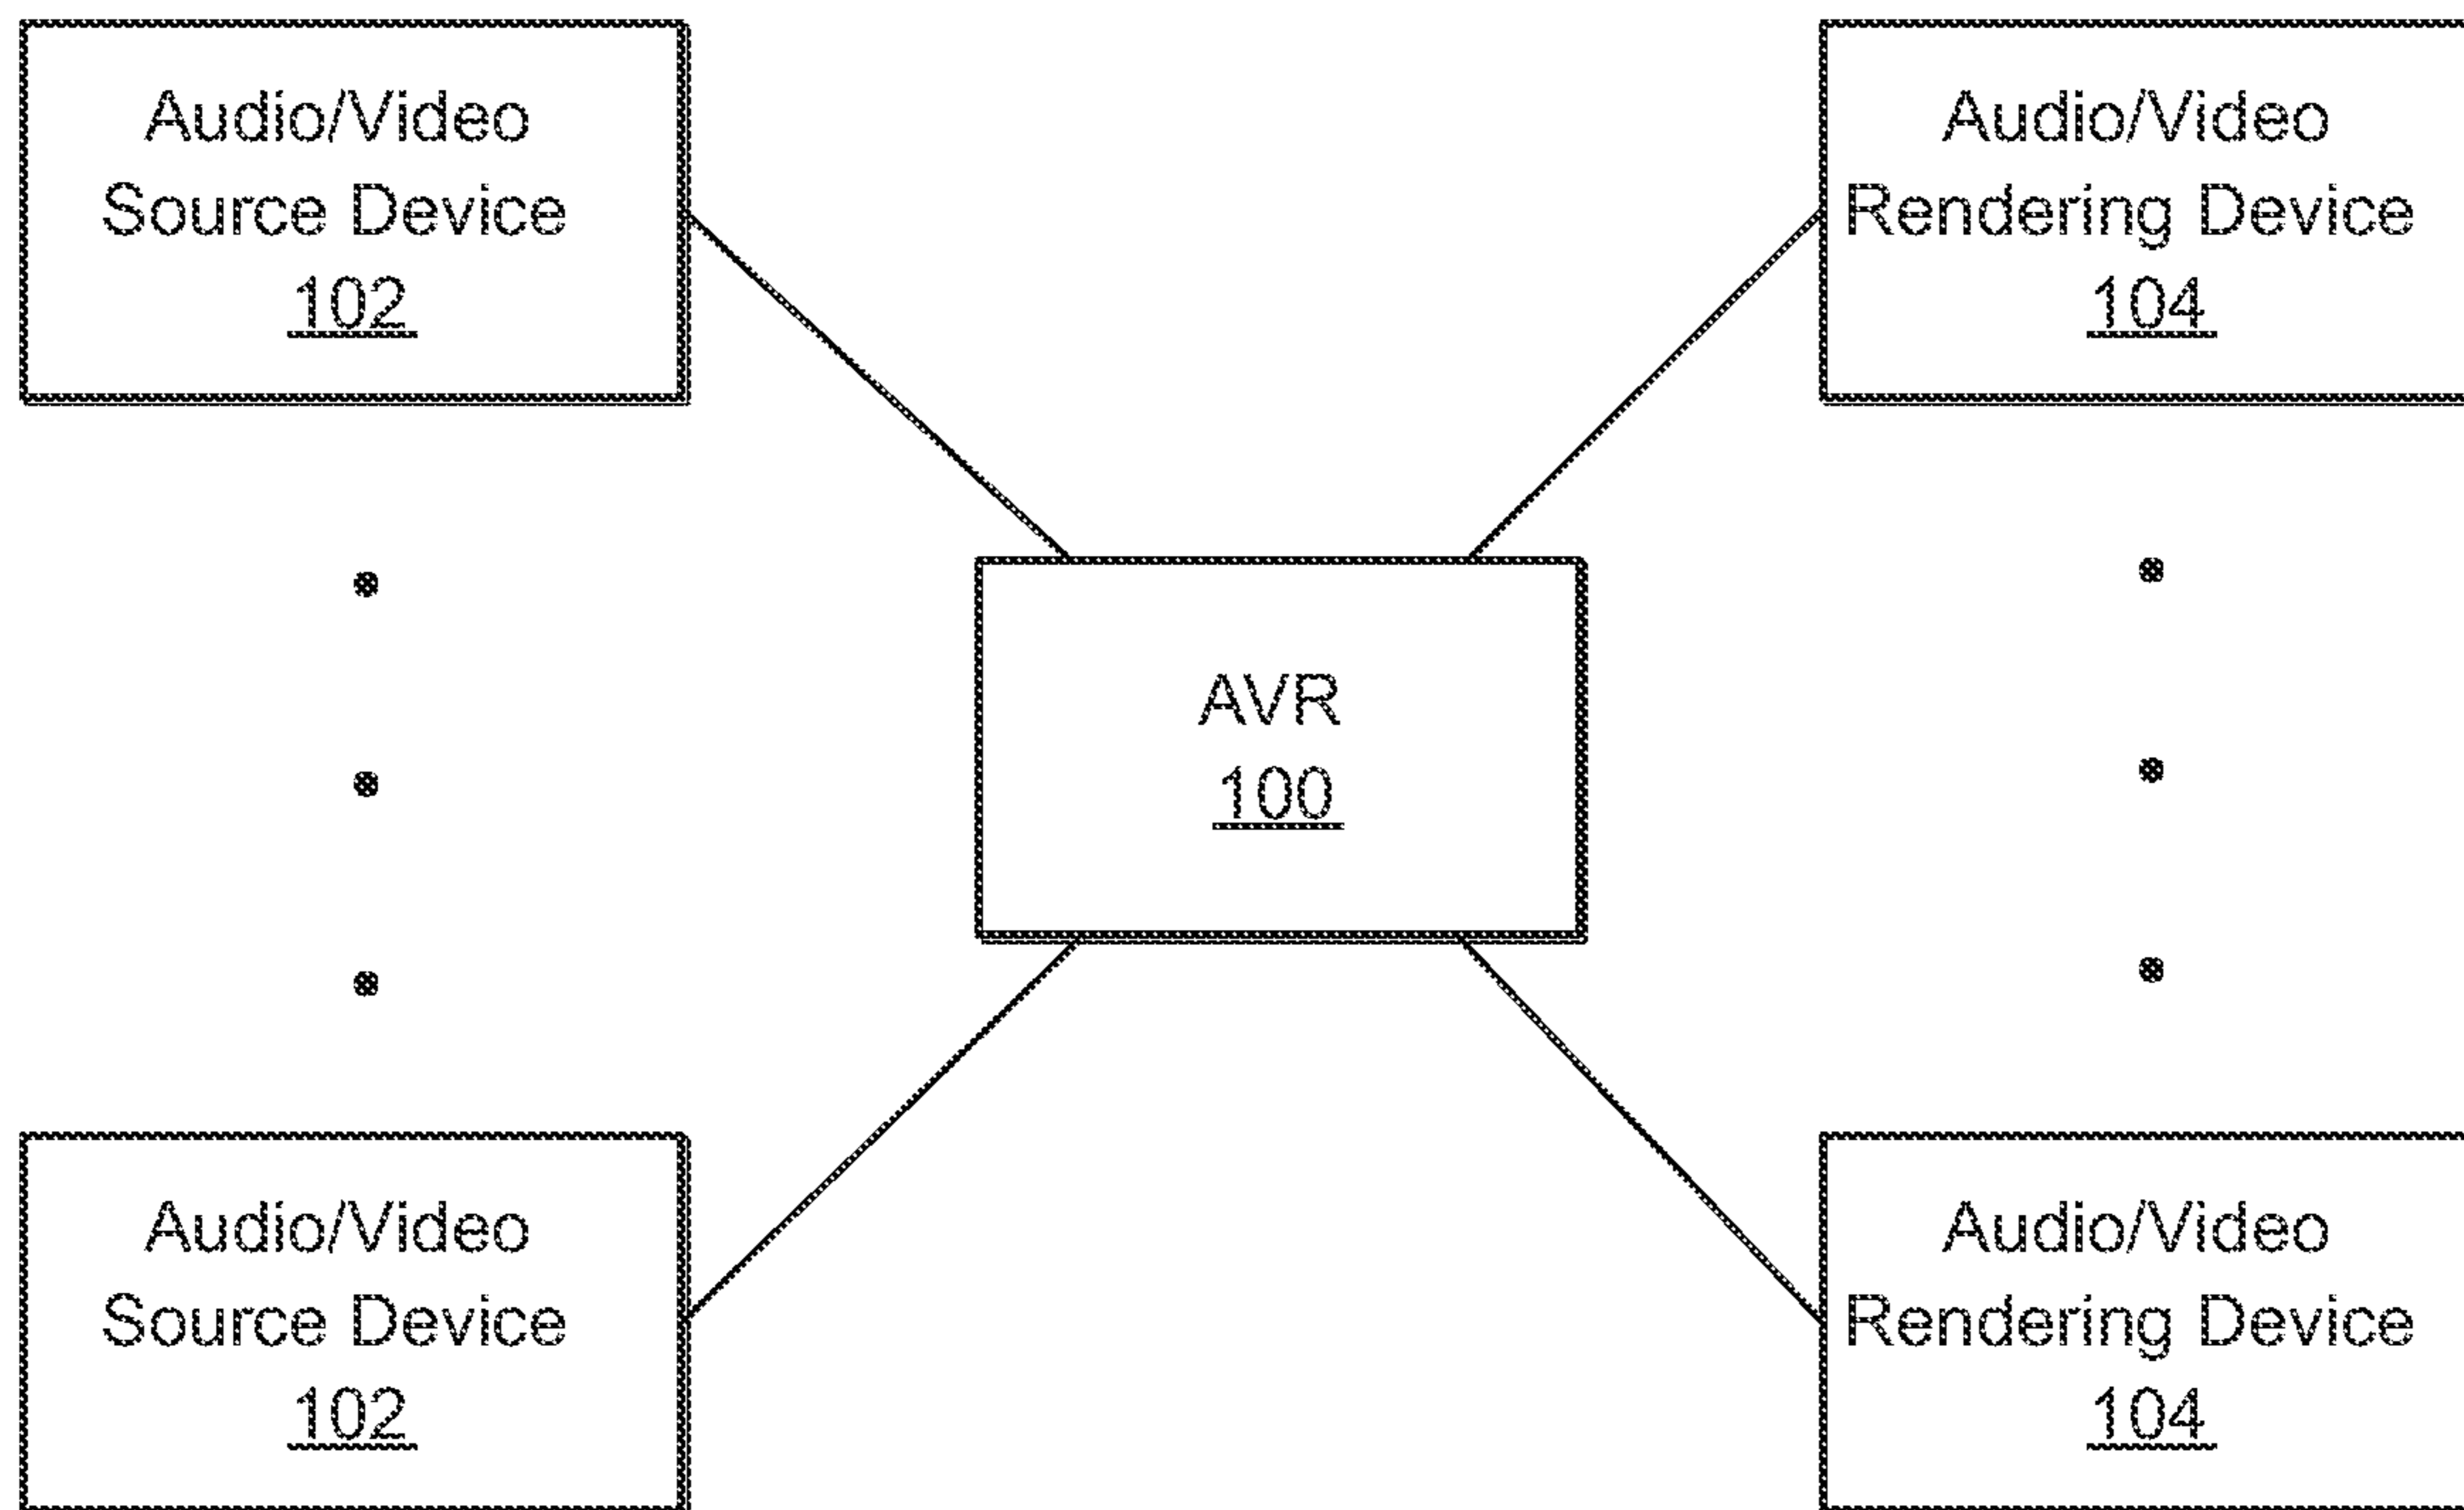 Audio/Video
Source Device
102
Audio/Video
Rendering Device
104
AVR
100
Audio/Video
Source Device
102
Audio/Video
Rendering Device
104